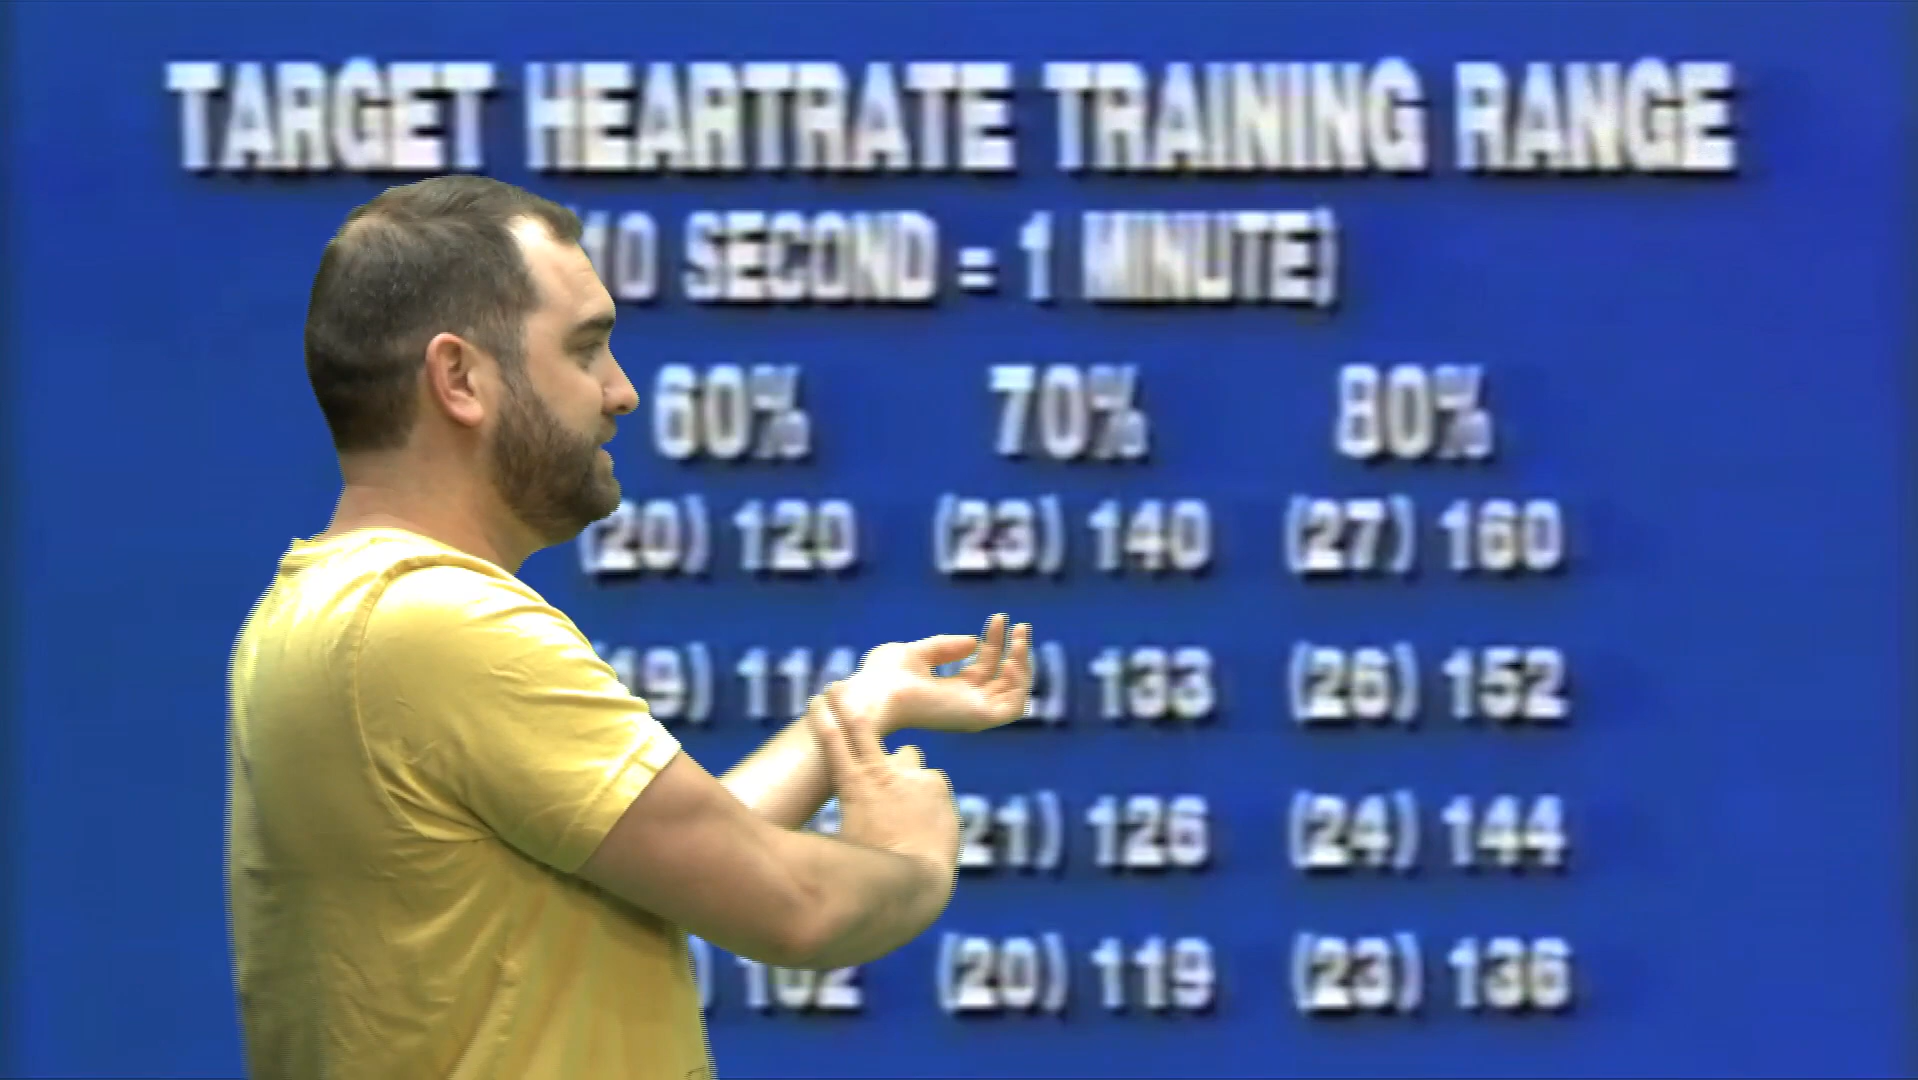 TARGET HEARTRATE TRAINING RANGE
(10 SECOND = 1 MINUTE)
60% 70% 80%
(20) 120 (23) 140 (27) 160
133 (26) 152
(21) 126 (24) 144
102 (20) 119 (23) 136